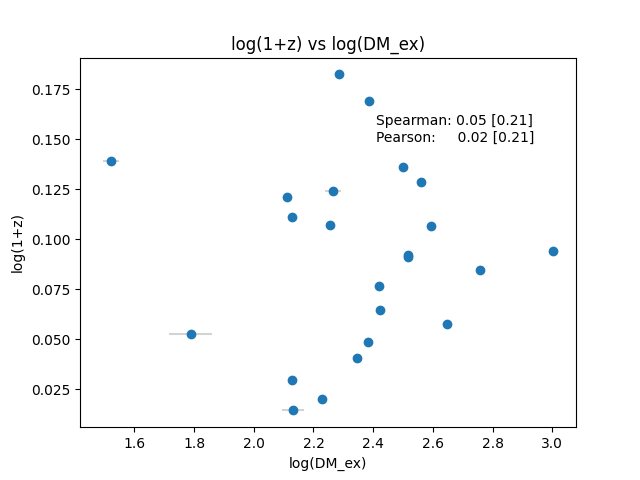 log(1+z) vs log(DM_ex)
Spearman: 0.05 [0.21]
Pearson: 0.02 [0.21]
log(1+z)
0.175
0.150
0.125
0.100
0.075
0.050
0.025
1.6 1.8 2.0 2.2 2.4 2.6 2.8 3.0
log(DM_ex)